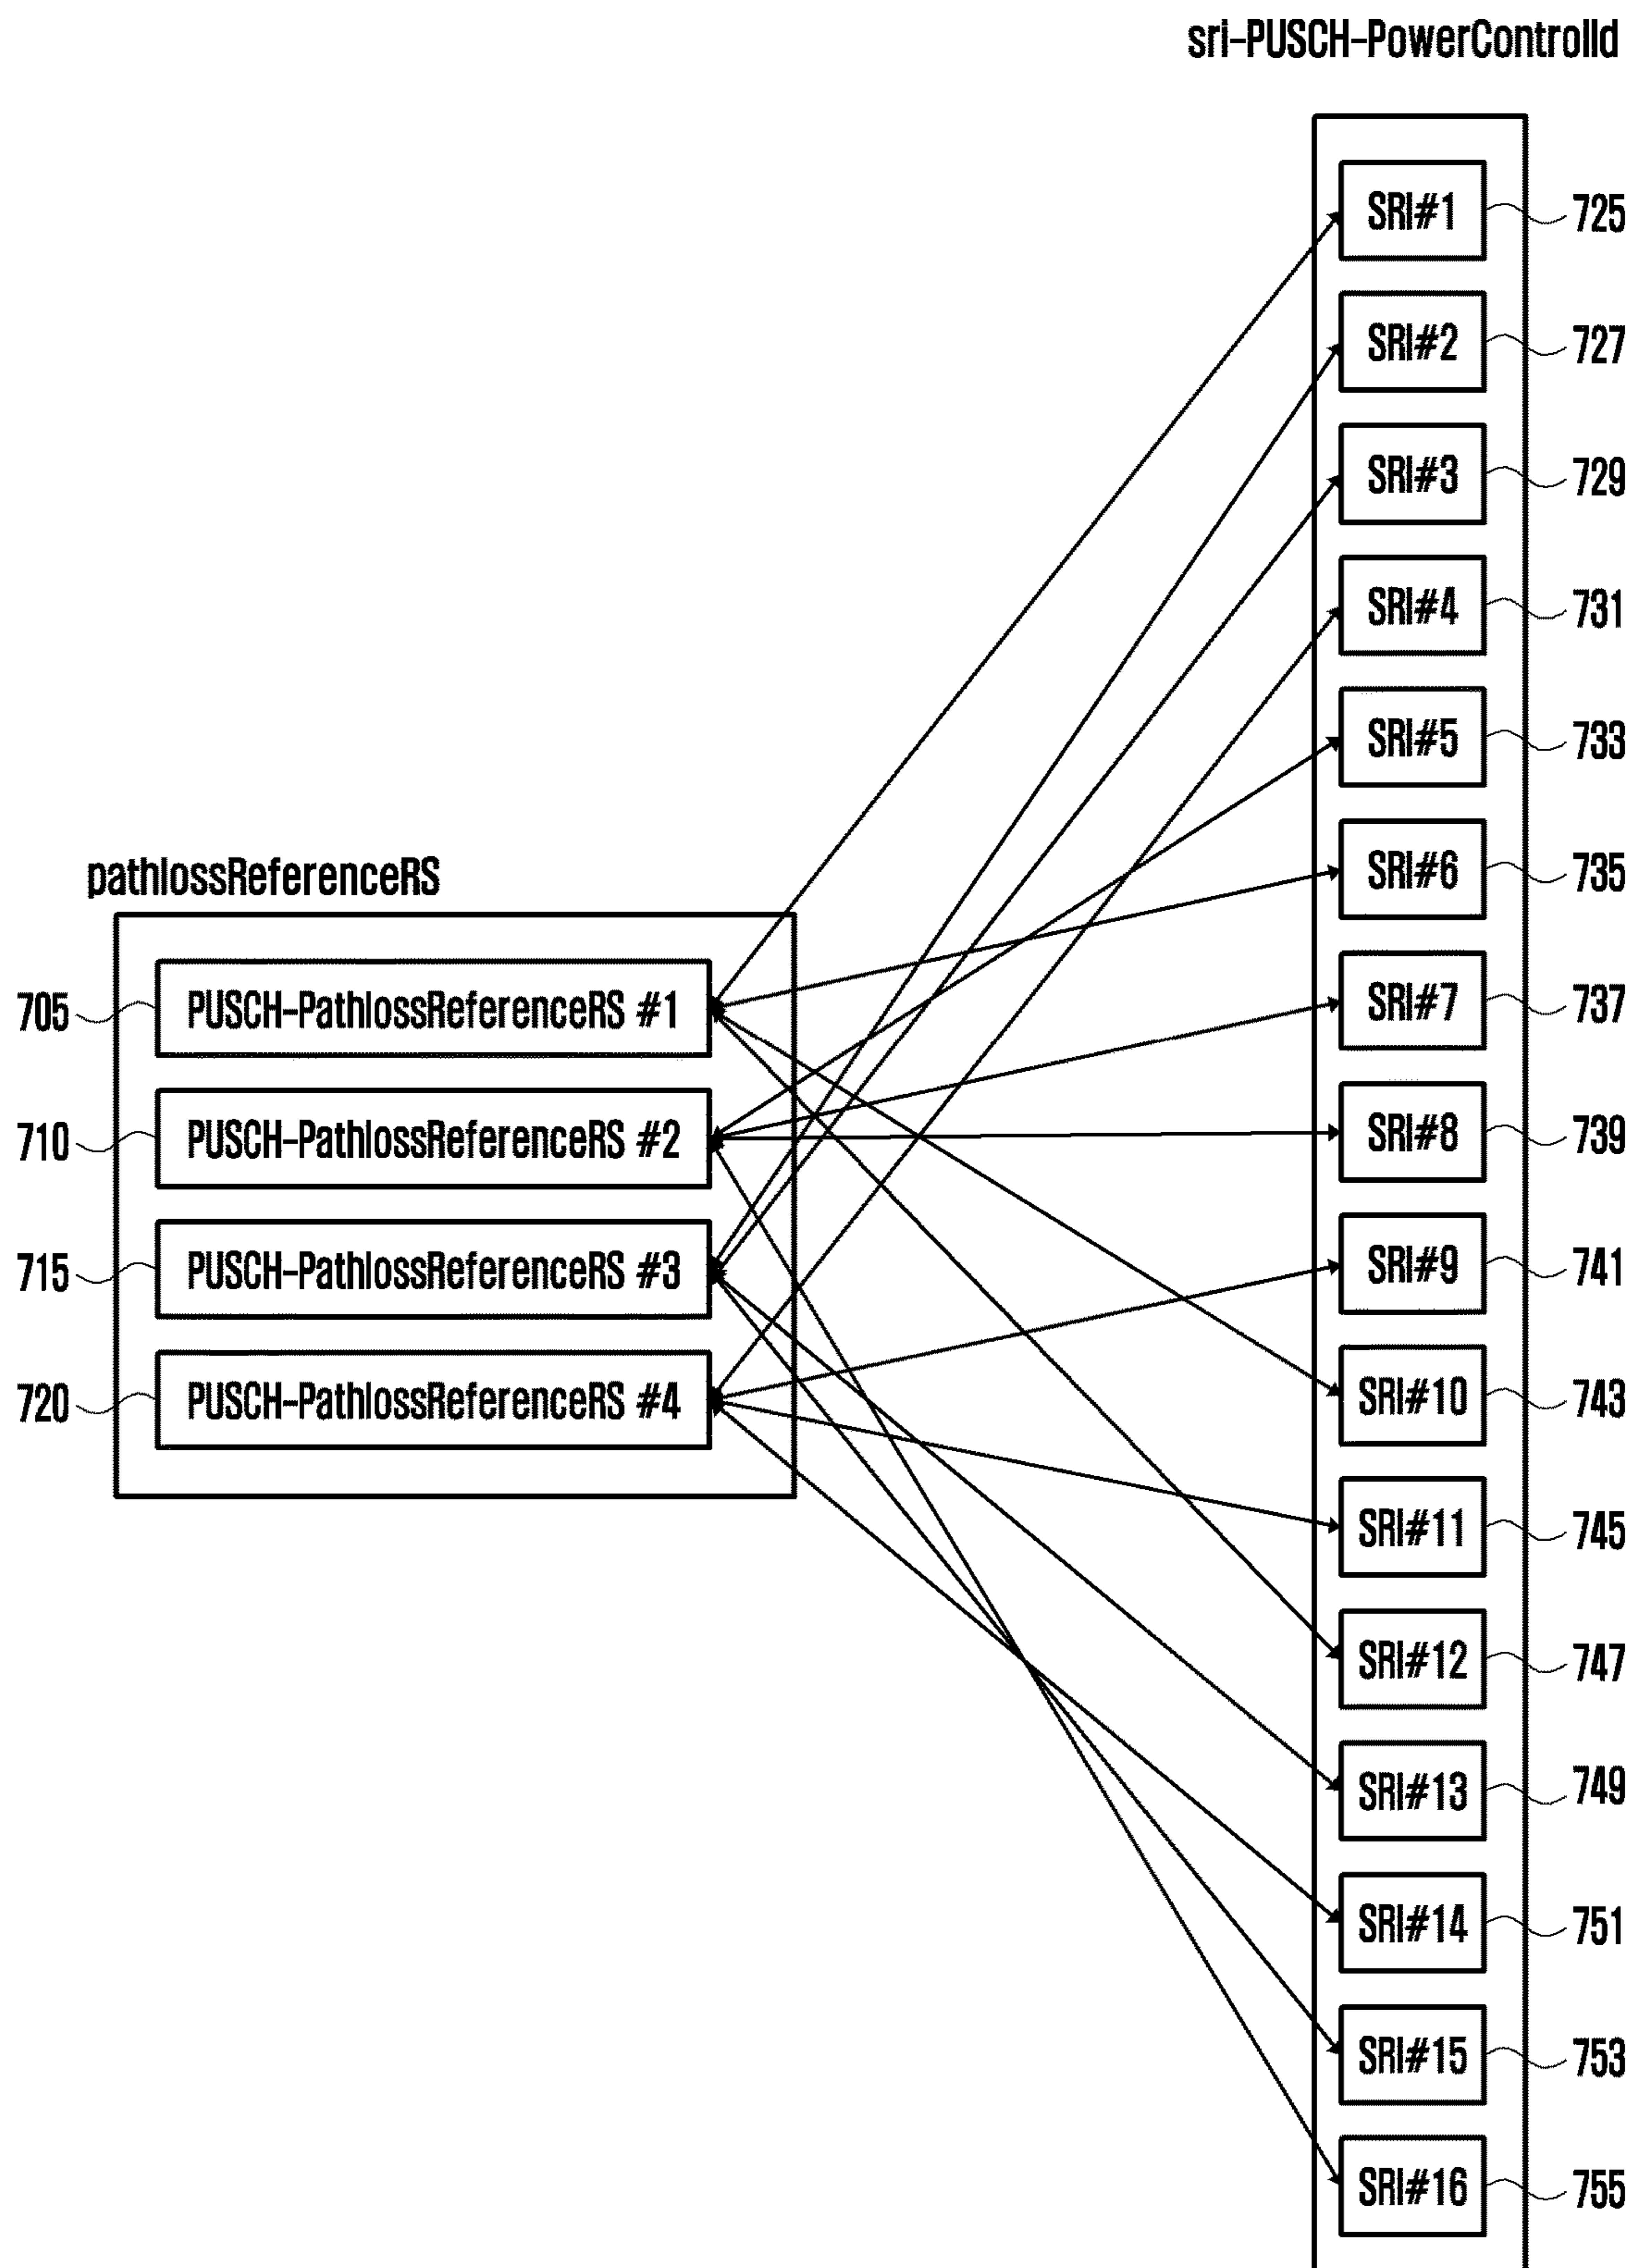 sri-PUSCH-PowerControlId
SRI#1 725
SRI#2 727
SRI#3 729
SRI#4 731
SRI#5 733
SRI#6 735
SRI#7 737
SRI#8 739
SRI#9 741
SRI#10 743
SRI#11 745
SRI#12 747
SRI#13 749
SRI#14 751
SRI#15 753
SRI#16 755
pathlossReferenceRS
705 PUSCH-PathlossReferenceRS #1
710 PUSCH-PathlossReferenceRS #2
715 PUSCH-PathlossReferenceRS #3
720 PUSCH-PathlossReferenceRS #4